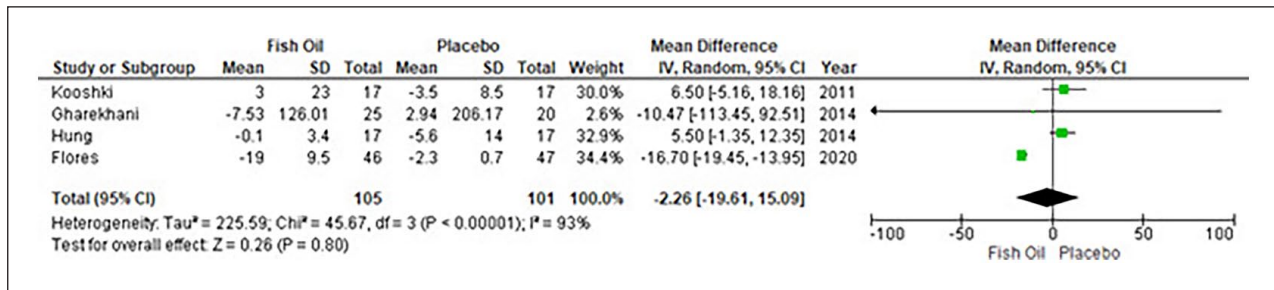 Fish Oil Placebo Mean Difference Mean Difference
Study or Subgroup Mean SD Total Mean SD Total Weight IV, Random, 95% CI Year IV, Random, 95% CI
Kooshki 3 23 17 -3.5 8.5 17 30.0% 6.50 [-5.16, 18.16] 2011
Gharekhani -7.53 126.01 25 2.94 206.17 20 2.6% -10.47 [-113.45, 92.51] 2014
Hung -0.1 3.4 17 -5.6 14 17 32.9% 5.50 [-1.35, 12.35] 2014
Flores -19 9.5 46 -2.3 0.7 47 34.4% -16.70 [-19.45, -13.95] 2020
Total (95% CI) 105 101 100.0% -2.26 [-19.61, 15.09]
Heterogeneity: Tau² = 225.59; Chi² = 45.67, df = 3 (P < 0.00001); I² = 93%
Test for overall effect: Z = 0.26 (P = 0.80)
-100 -50 0 50 100
Fish Oil Placebo